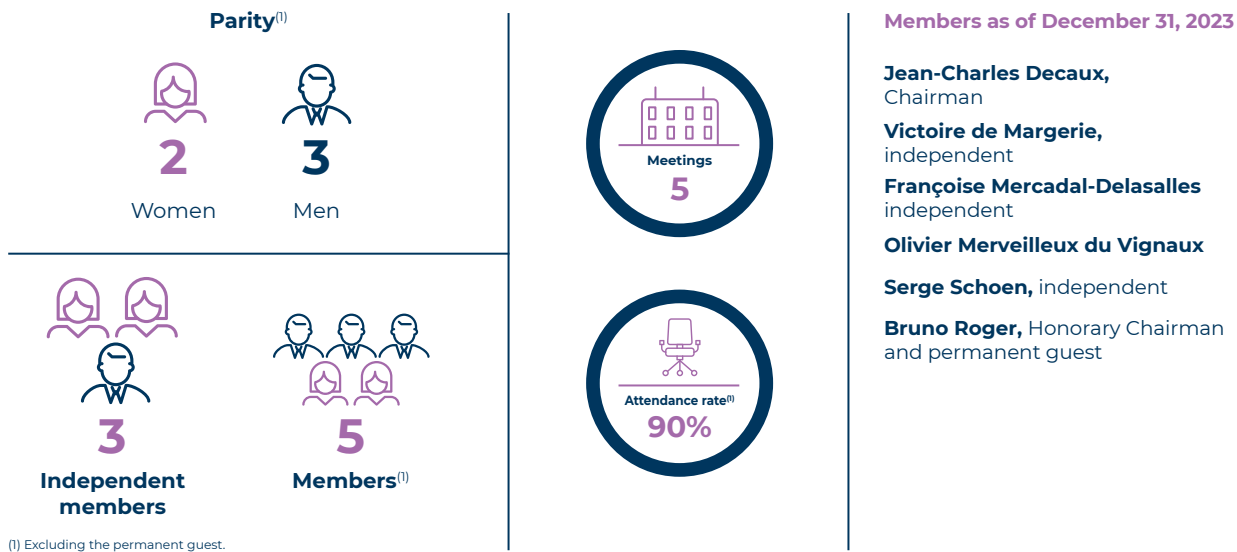 Parity(1)
2
3
Women
Men
3
5
Independent
members
Members(1)
(1) Excluding the permanent guest.
Meetings
5
Attendance rate(1)
90%
Members as of December 31, 2023
Jean-Charles Decaux,
Chairman
Victoire de Margerie,
independent
Françoise Mercadal-Delasalles
independent
Olivier Merveilleux du Vignaux
Serge Schoen, independent
Bruno Roger, Honorary Chairman
and permanent guest